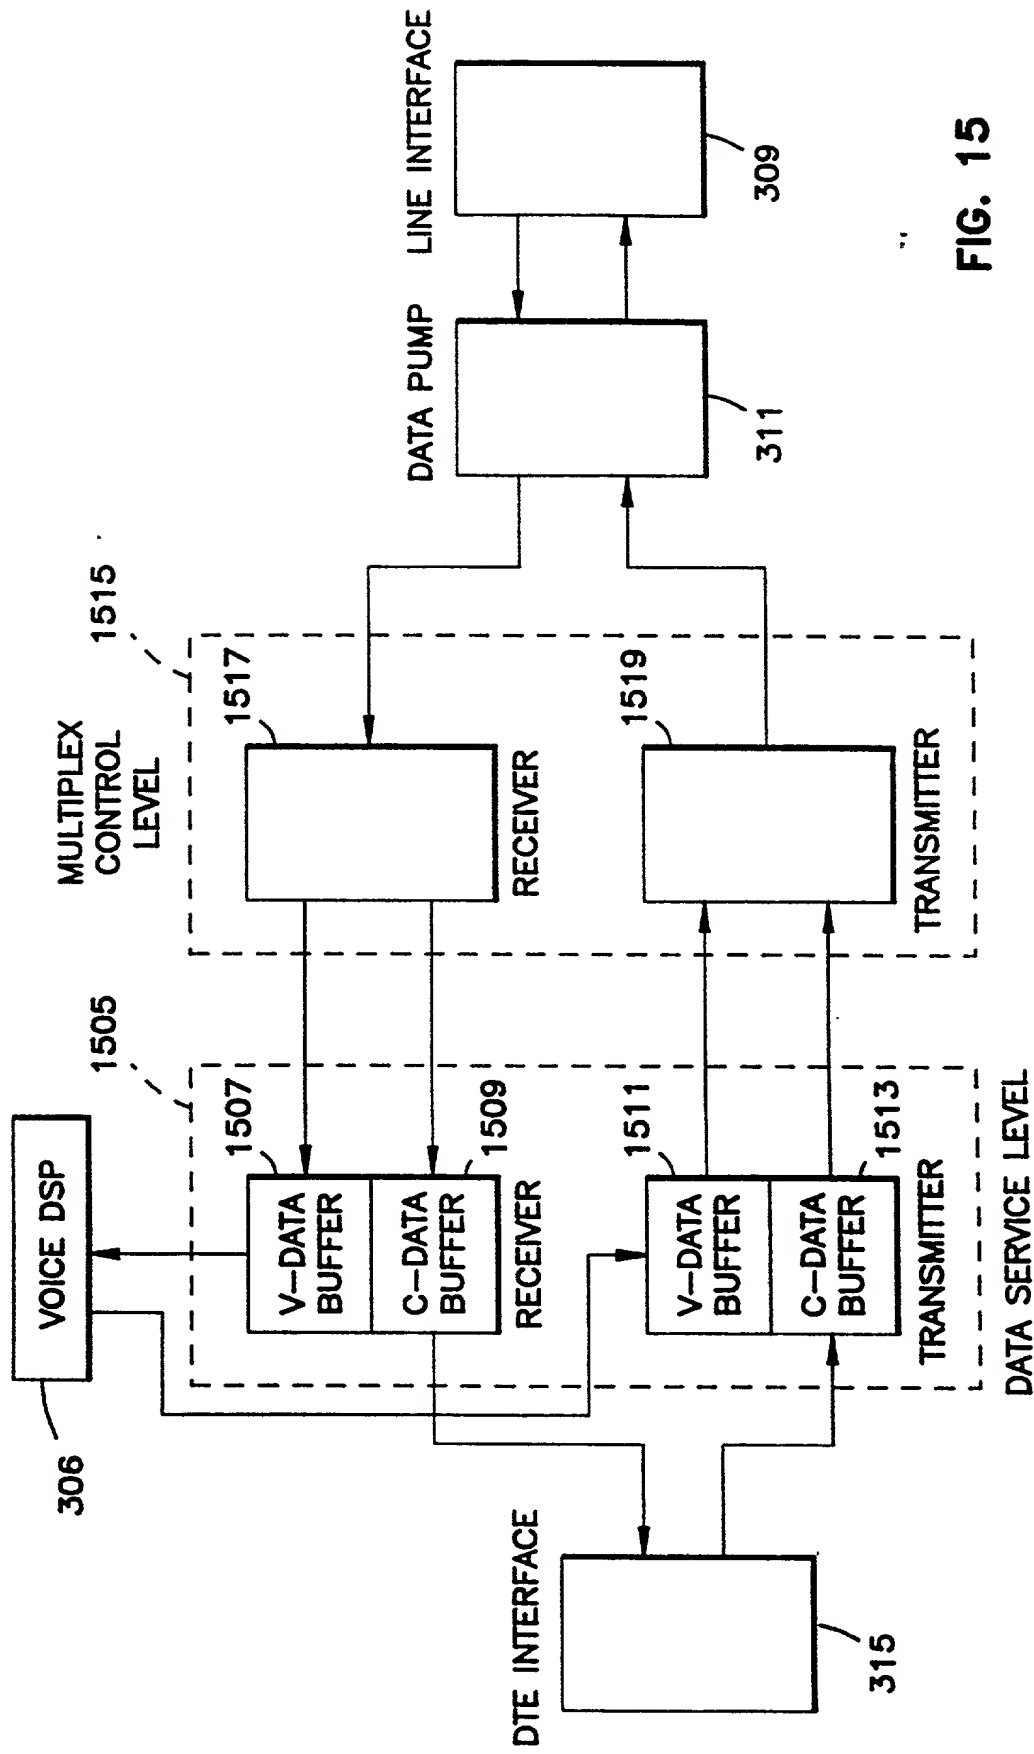 306
VOICE DSP
1505
MULTIPLEX
CONTROL
LEVEL
1515
DTE INTERFACE
315
V-DATA
BUFFER
1507
C-DATA
BUFFER
1509
RECEIVER
1517
RECEIVER
DATA PUMP
311
LINE INTERFACE
309
V-DATA
BUFFER
1511
C-DATA
BUFFER
1513
TRANSMITTER
1519
TRANSMITTER
DATA SERVICE LEVEL
FIG. 15